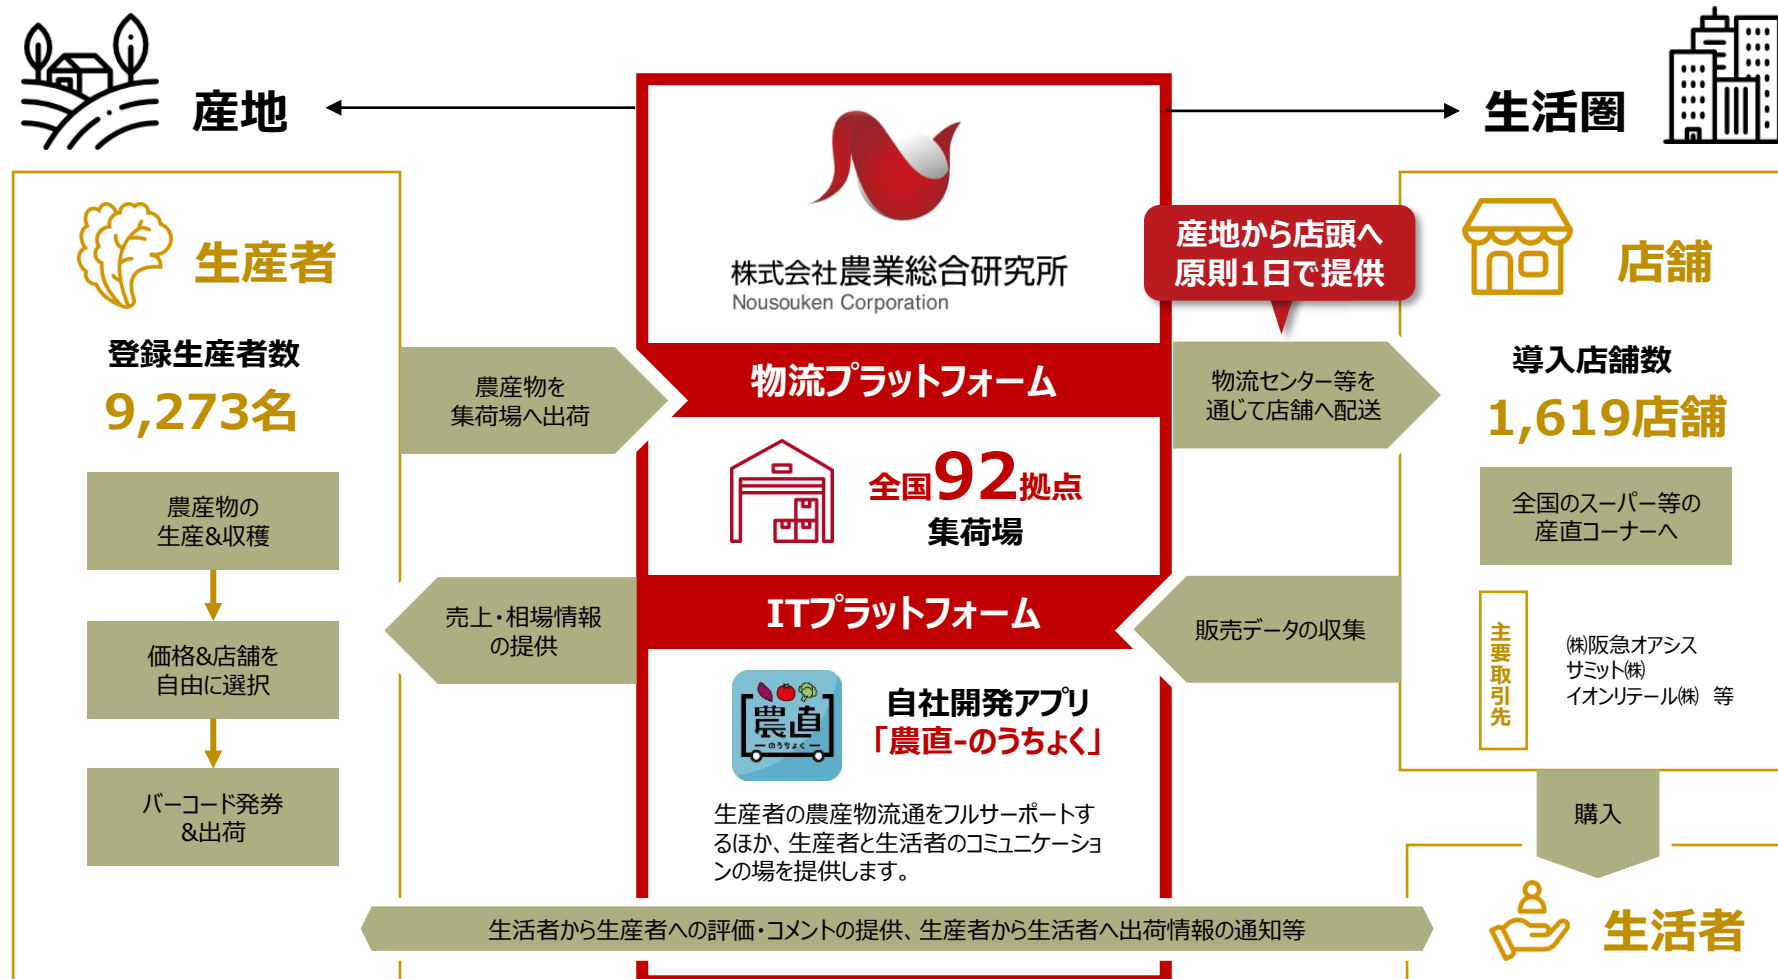 産地
生活圏
生産者
登録生産者数
9,273名
農産物の
生産&収穫
価格&店舗を
自由に選択
バーコード発券
&出荷
農産物を
集荷場へ出荷
売上・相場情報
の提供
株式会社農業総合研究所
Nousouken Corporation
物流プラットフォーム
全国92拠点
集荷場
ITプラットフォーム
農直
のうちょく
自社開発アプリ
「農直-のうちょく」
生産者の農産物流通をフルサポートす
るほか、生産者と生活者のコミュニケーショ
ンの場を提供します。
産地から店頭へ
原則1日で提供
物流センター等を
通じて店舗へ配送
販売データの収集
店舗
導入店舗数
1,619店舗
全国のスーパー等の
産直コーナーへ
主要取引先
㈱阪急オアシス
サミット㈱
イオンリテール㈱ 等
購入
生活者
生活者から生産者への評価・コメントの提供、生産者から生活者へ出荷情報の通知等